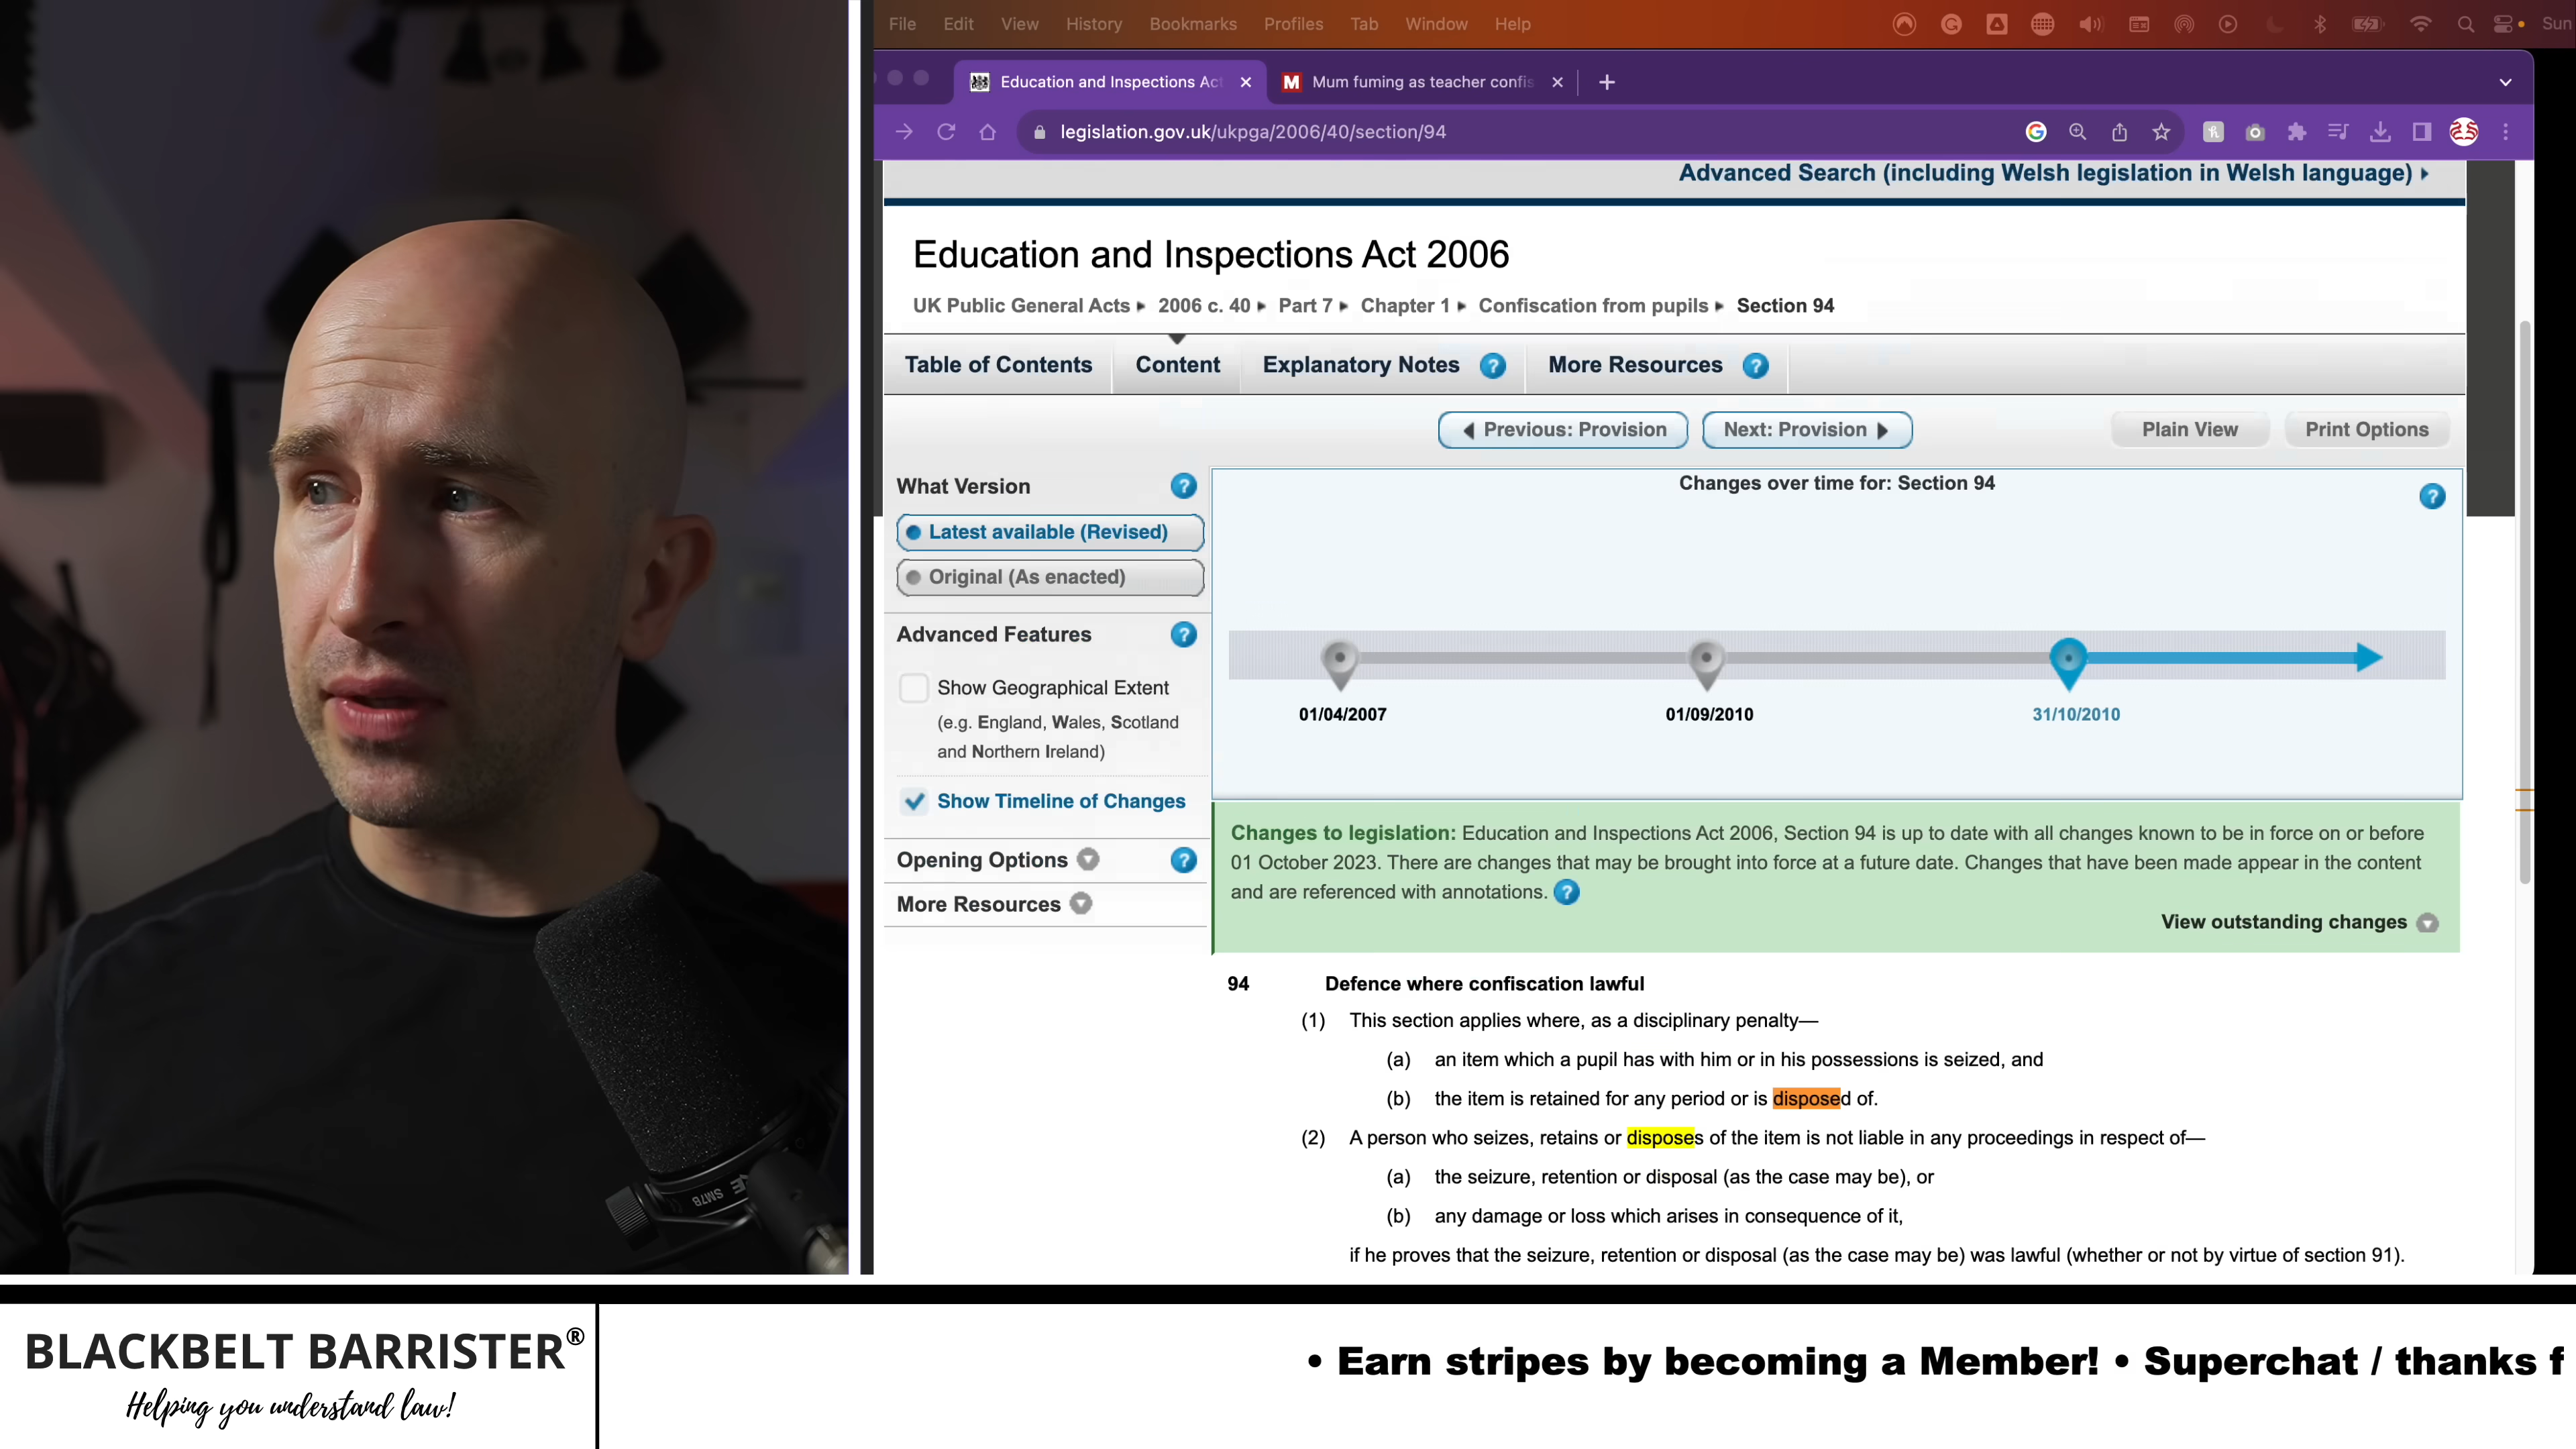 File Edit View History Bookmarks Profiles Tab Window Help Sun
Education and Inspections Act
M Mum fuming as teacher confis
legislation.gov.uk/ukpga/2006/40/section/94
Advanced Search (including Welsh legislation in Welsh language)
Education and Inspections Act 2006
UK Public General Acts 2006 c. 40 Part 7 Chapter 1 Confiscation from pupils Section 94
Table of Contents Content Explanatory Notes ? More Resources ?
Previous: Provision Next: Provision Plain View Print Options
What Version ?
Latest available (Revised)
Original (As enacted)
Advanced Features ?
Show Geographical Extent
(e.g. England, Wales, Scotland
and Northern Ireland)
Show Timeline of Changes
Opening Options ?
More Resources
Changes over time for: Section 94
?
01/04/2007 01/09/2010 31/10/2010
Changes to legislation: Education and Inspections Act 2006, Section 94 is up to date with all changes known to be in force on or before
01 October 2023. There are changes that may be brought into force at a future date. Changes that have been made appear in the content
and are referenced with annotations. ?
View outstanding changes
94 Defence where confiscation lawful
(1) This section applies where, as a disciplinary penalty—
(a) an item which a pupil has with him or in his possessions is seized, and
(b) the item is retained for any period or is disposed of.
(2) A person who seizes, retains or disposes of the item is not liable in any proceedings in respect of—
(a) the seizure, retention or disposal (as the case may be), or
(b) any damage or loss which arises in consequence of it,
if he proves that the seizure, retention or disposal (as the case may be) was lawful (whether or not by virtue of section 91).
SM7B
BLACKBELT BARRISTER®
Helping you understand law!
• Earn stripes by becoming a Member! • Superchat / thanks f